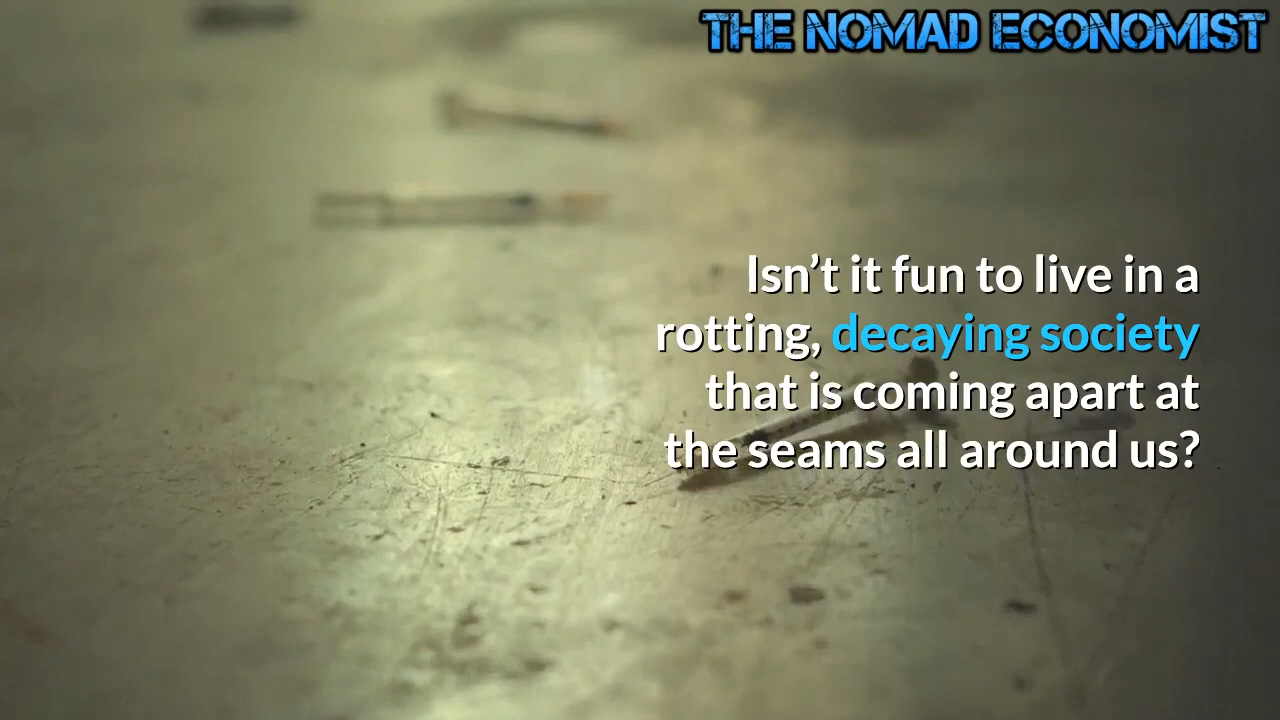 THE NOMAD ECONOMIST
Isn’t it fun to live in a
rotting, decaying society
that is coming apart at
the seams all around us?